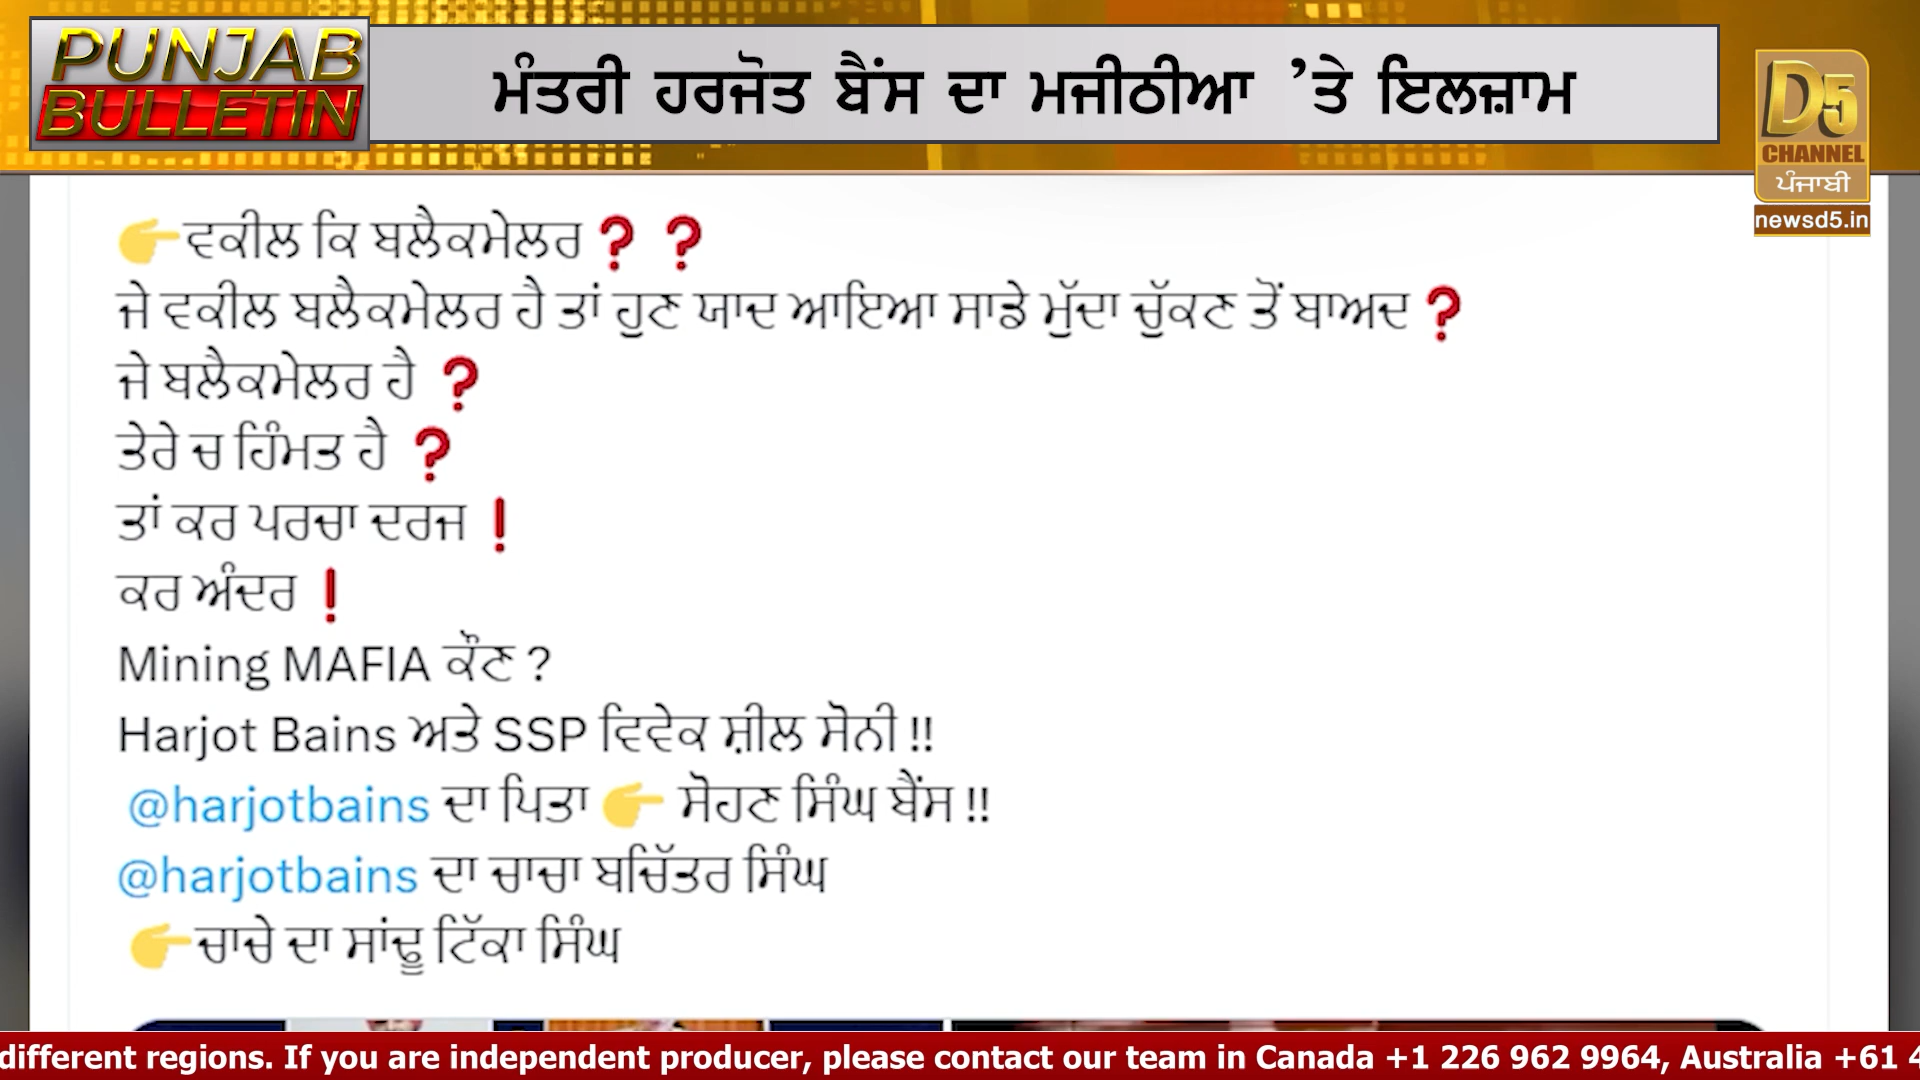 PUNJAB
BULLETIN
ਮੰਤਰੀ ਹਰਜੋਤ ਬੈਂਸ ਦਾ ਮਜੀਠੀਆ ’ਤੇ ਇਲਜ਼ਾਮ
D5
CHANNEL
ਪੰਜਾਬੀ
newsd5.in
👉ਵਕੀਲ ਕਿ ਬਲੈਕਮੇਲਰ❓ ❓
ਜੇ ਵਕੀਲ ਬਲੈਕਮੇਲਰ ਹੈ ਤਾਂ ਹੁਣ ਯਾਦ ਆਇਆ ਸਾਡੇ ਮੁੱਦਾ ਚੁੱਕਣ ਤੋਂ ਬਾਅਦ❓
ਜੇ ਬਲੈਕਮੇਲਰ ਹੈ ❓
ਤੇਰੇ ਚ ਹਿੰਮਤ ਹੈ ❓
ਤਾਂ ਕਰ ਪਰਚਾ ਦਰਜ❗
ਕਰ ਅੰਦਰ❗
Mining MAFIA ਕੌਣ ?
Harjot Bains ਅਤੇ SSP ਵਿਵੇਕ ਸ਼ੀਲ ਸੋਨੀ !!
@harjotbains ਦਾ ਪਿਤਾ 👉 ਸੋਹਣ ਸਿੰਘ ਬੈਂਸ !!
@harjotbains ਦਾ ਚਾਚਾ ਬਚਿੱਤਰ ਸਿੰਘ
👉ਚਾਚੇ ਦਾ ਸਾਂਢੂ ਟਿੱਕਾ ਸਿੰਘ
different regions. If you are independent producer, please contact our team in Canada +1 226 962 9964, Australia +61 4